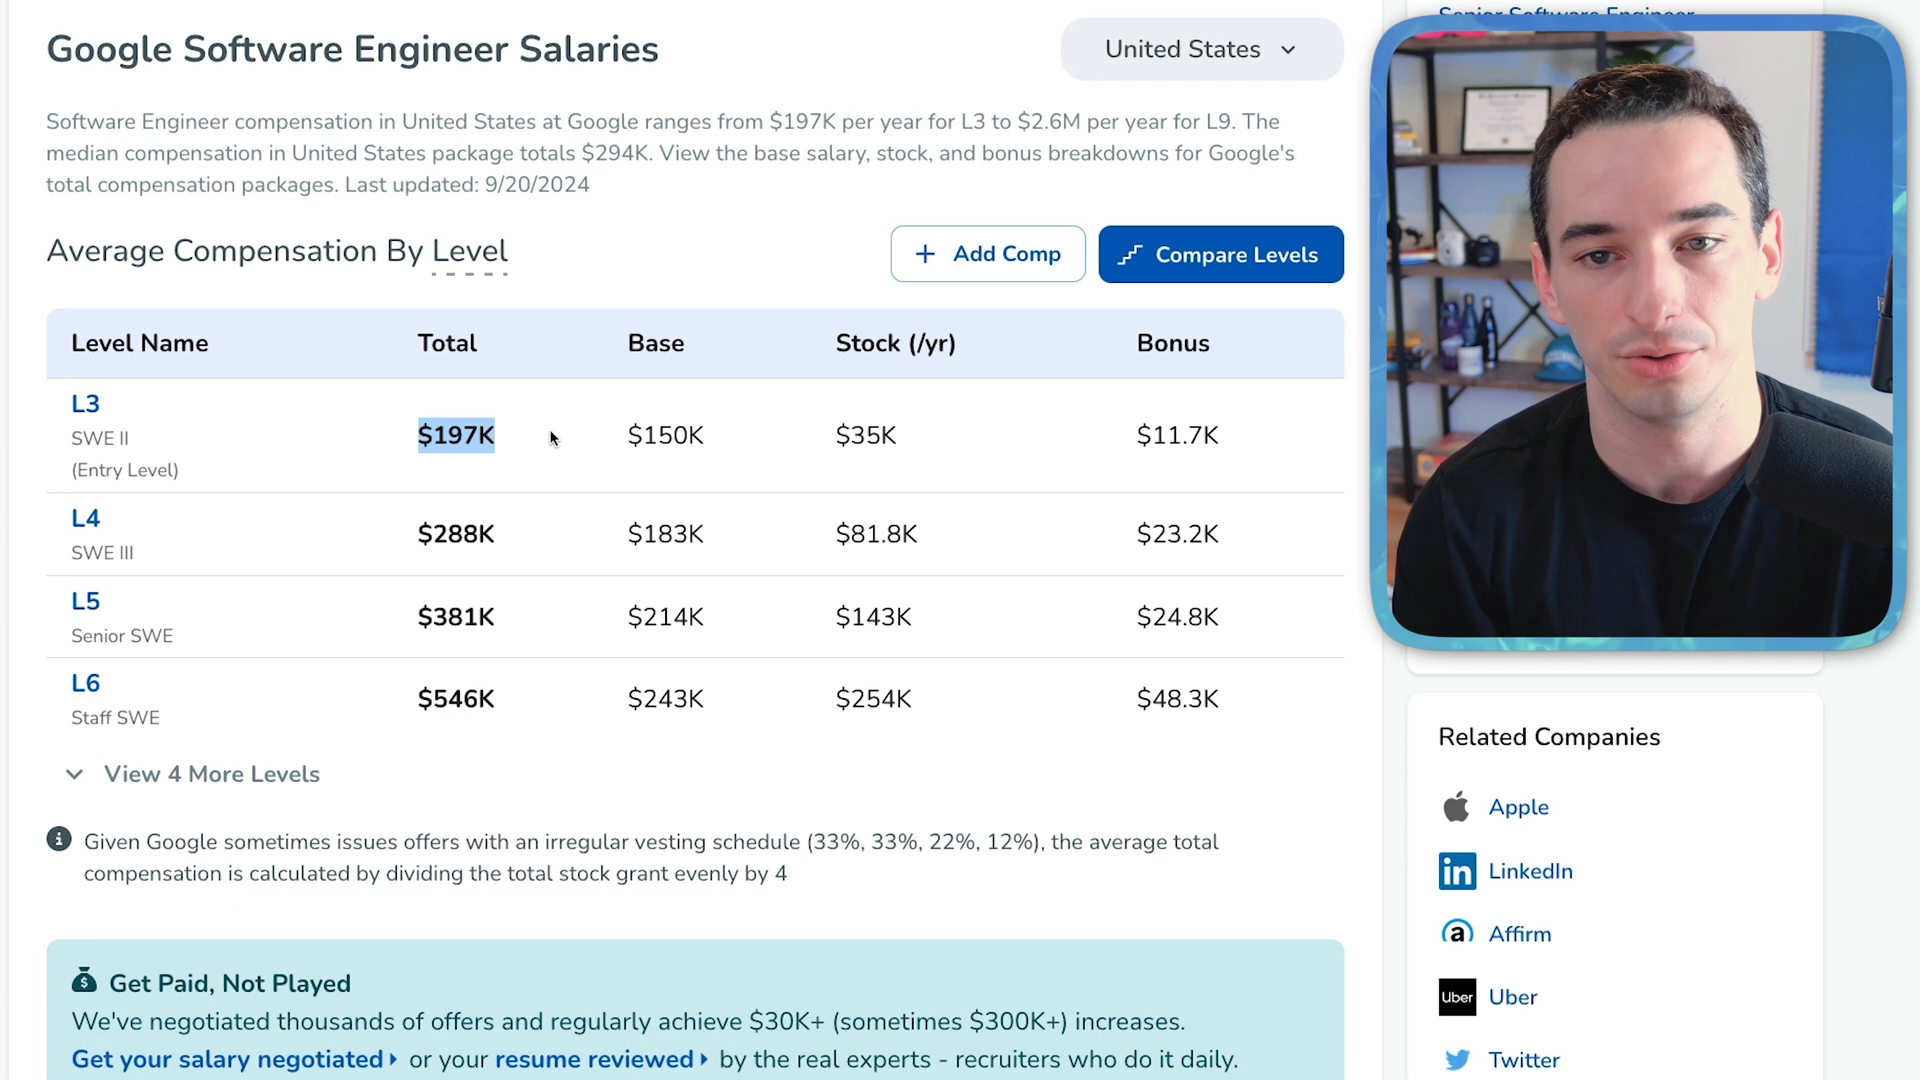 Google Software Engineer Salaries
United States
Software Engineer compensation in United States at Google ranges from $197K per year for L3 to $2.6M per year for L9. The
median compensation in United States package totals $294K. View the base salary, stock, and bonus breakdowns for Google's
total compensation packages. Last updated: 9/20/2024
Average Compensation By Level
+ Add Comp
Compare Levels
Level Name Total Base Stock (/yr) Bonus
L3
SWE II
(Entry Level)
$197K $150K $35K $11.7K
L4
SWE III
$288K $183K $81.8K $23.2K
L5
Senior SWE
$381K $214K $143K $24.8K
L6
Staff SWE
$546K $243K $254K $48.3K
View 4 More Levels
Given Google sometimes issues offers with an irregular vesting schedule (33%, 33%, 22%, 12%), the average total
compensation is calculated by dividing the total stock grant evenly by 4
Get Paid, Not Played
We've negotiated thousands of offers and regularly achieve $30K+ (sometimes $300K+) increases.
Get your salary negotiated or your resume reviewed by the real experts - recruiters who do it daily.
Senior Software Engineer
Related Companies
Apple
in LinkedIn
a Affirm
Uber Uber
Twitter